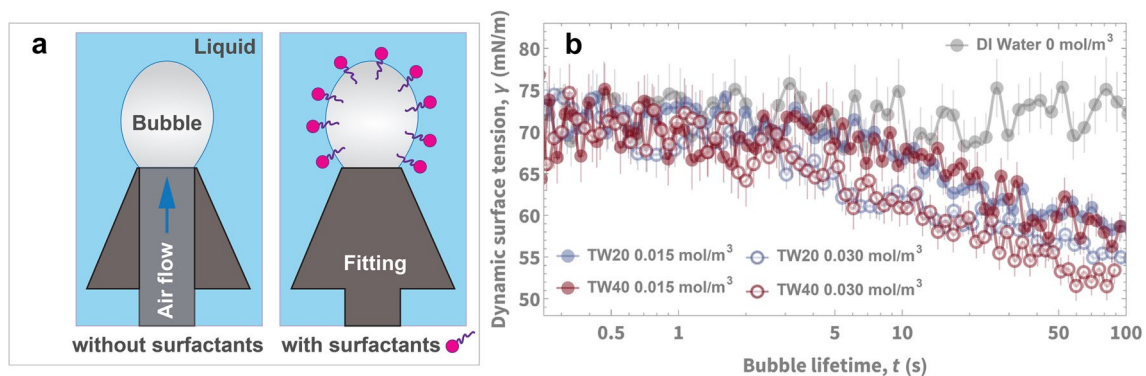 a
Liquid
Bubble
Air flow
without surfactants
Fitting
with surfactants
b
Dynamic surface tension, γ (mN/m)
80
75
70
65
60
55
50
DI Water 0 mol/m³
TW20 0.015 mol/m³
TW20 0.030 mol/m³
TW40 0.015 mol/m³
TW40 0.030 mol/m³
0.5
1
5
10
50
100
Bubble lifetime, t (s)